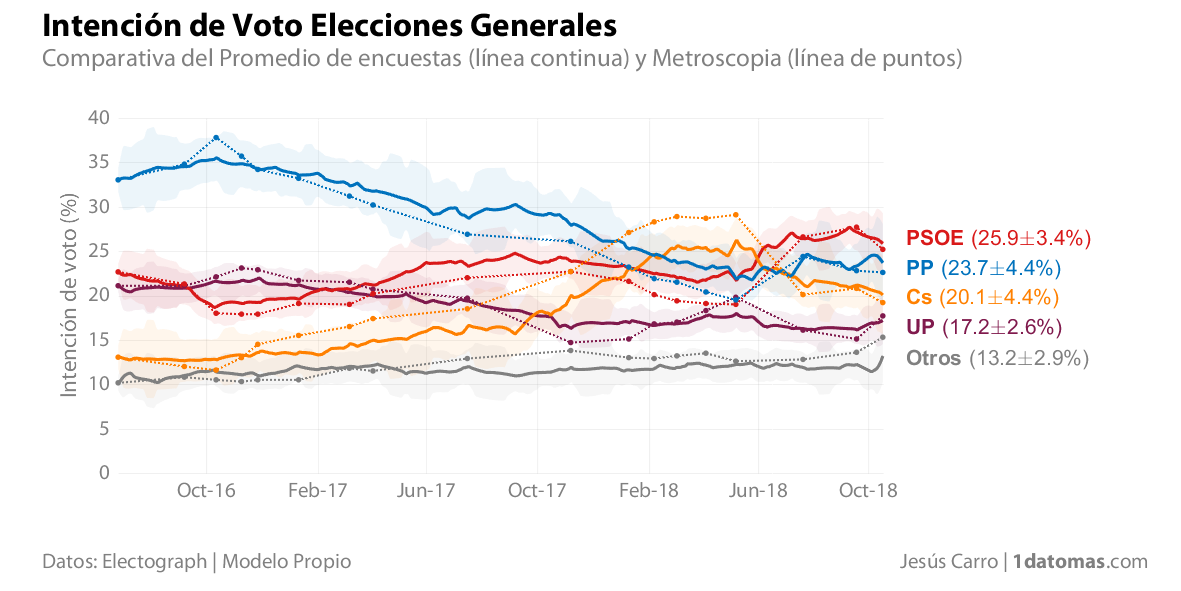 Intención de Voto Elecciones Generales
Comparativa del Promedio de encuestas (línea continua) y Metroscopia (línea de puntos)
Intención de voto (%)
40
35
30
25
20
15
10
5
0
Oct-16 Feb-17 Jun-17 Oct-17 Feb-18 Jun-18 Oct-18
PSOE (25.9±3.4%)
PP (23.7±4.4%)
Cs (20.1±4.4%)
UP (17.2±2.6%)
Otros (13.2±2.9%)
Datos: Electograph | Modelo Propio
Jesús Carro | 1datomas.com